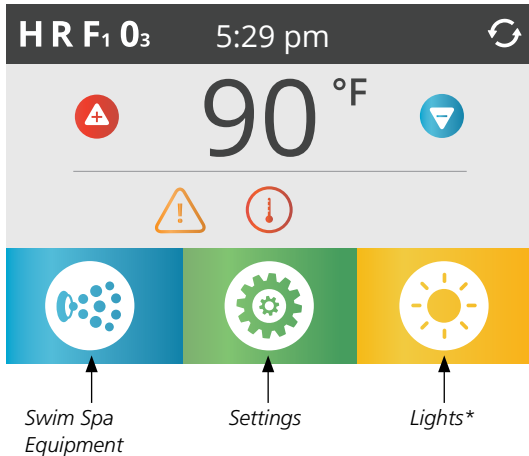 H R F1 03 5:29 pm
90 °F
Swim Spa Equipment
Settings
Lights*